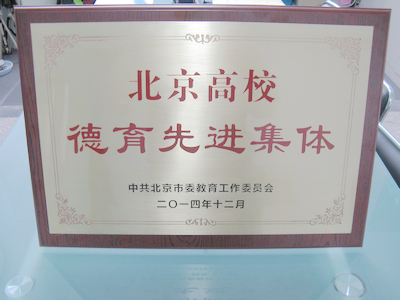 北京高校
德育先进集体
中共北京市委教育工作委员会
二〇一四年十二月